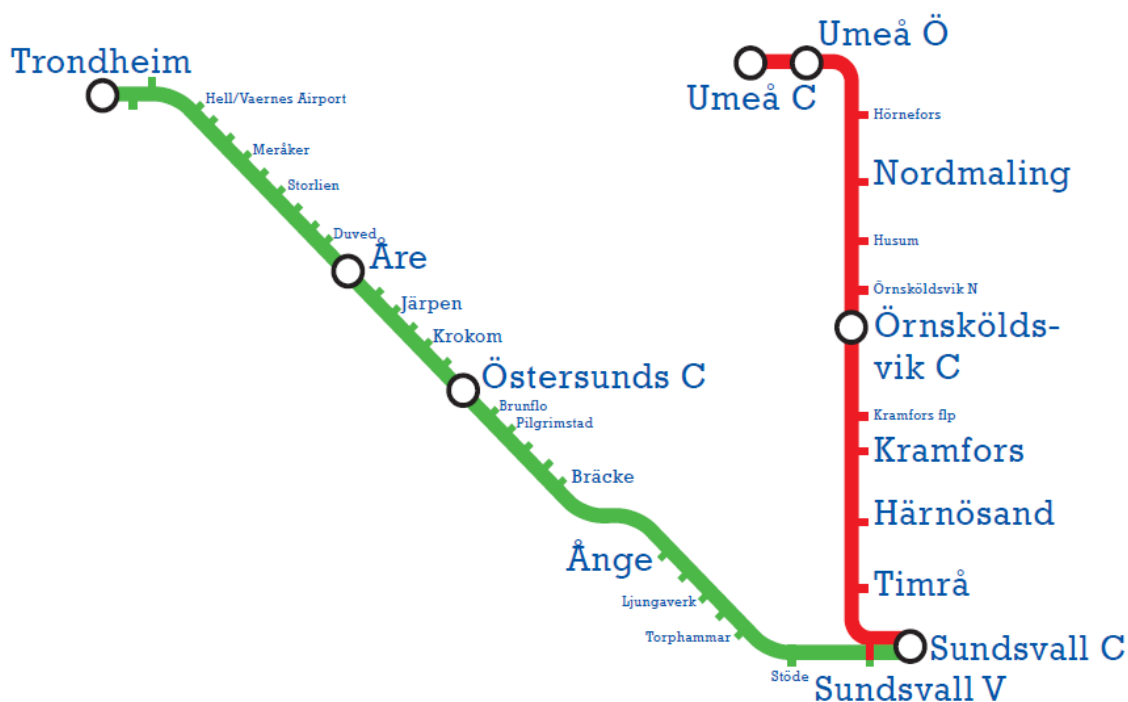 Trondheim
Hell/Vaernes Airport
Meråker
Storlien
Duved
Åre
Järpen
Krokom
Östersunds C
Brunflo
Pilgrimstad
Bräcke
Ånge
Ljungaverk
Torphammar
Stöde
Sundsvall V
Sundsvall C
Umeå Ö
Umeå C
Hörnefors
Nordmaling
Husum
Örnsköldsvik N
Örnskölds-
vik C
Kramfors flp
Kramfors
Härnösand
Timrå